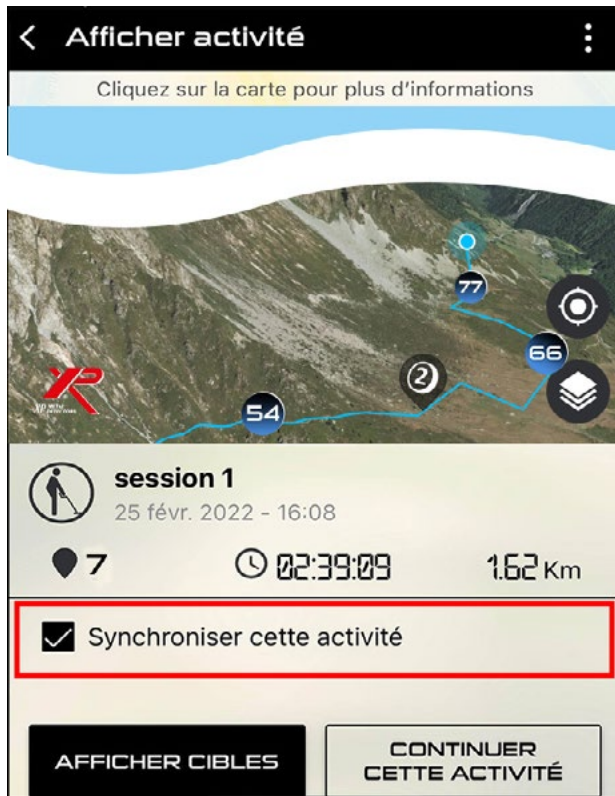 Afficher activité
Cliquez sur la carte pour plus d'informations
77
66
2
54
XP
session 1
25 févr. 2022 - 16:08
7 02:39:09 1.62 Km
Synchroniser cette activité
AFFICHER CIBLES
CONTINUER
CETTE ACTIVITÉ